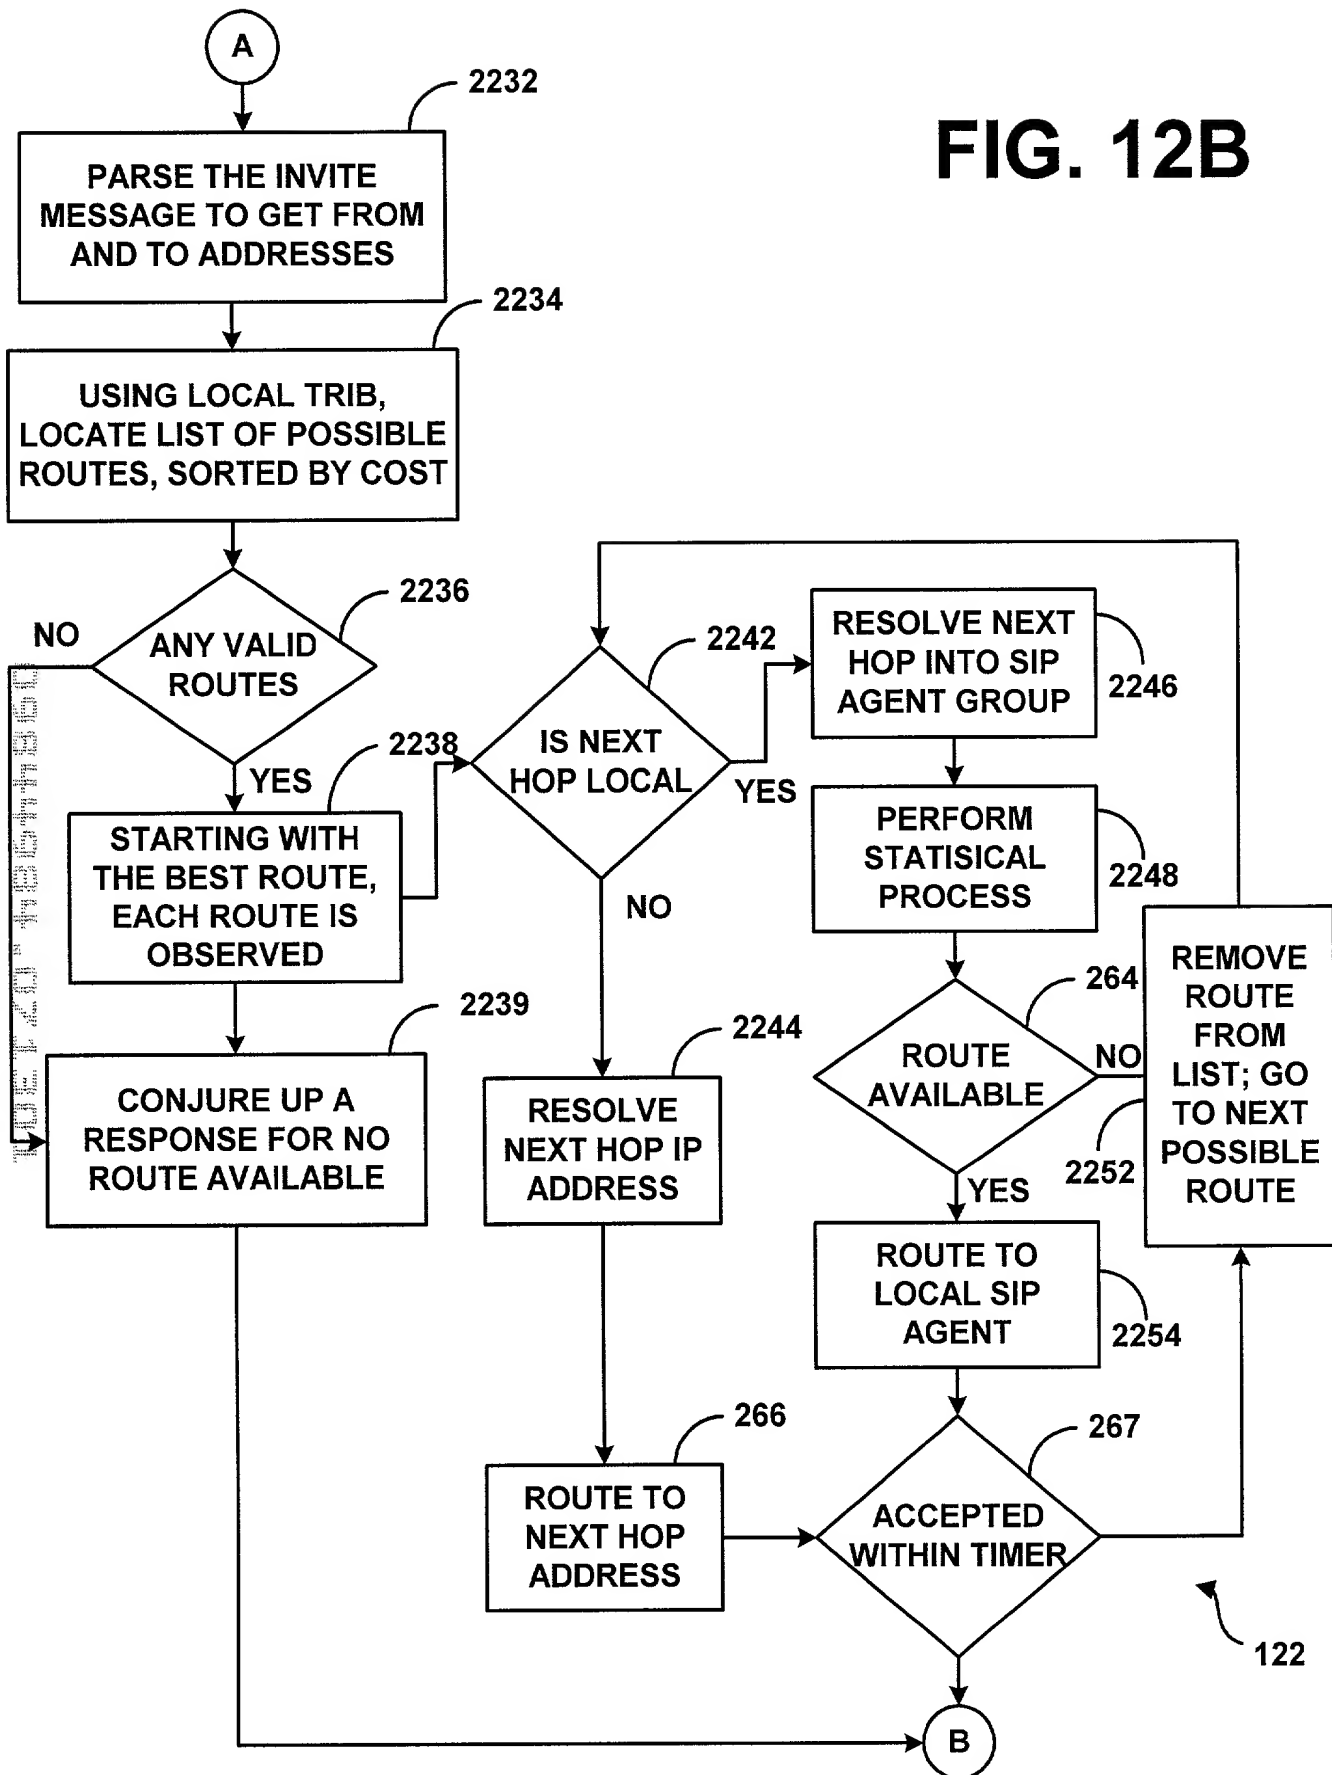 A
2232
FIG. 12B
PARSE THE INVITE
MESSAGE TO GET FROM
AND TO ADDRESSES
2234
USING LOCAL TRIB,
LOCATE LIST OF POSSIBLE
ROUTES, SORTED BY COST
2236
NO
ANY VALID
ROUTES
YES
2238
STARTING WITH
THE BEST ROUTE,
EACH ROUTE IS
OBSERVED
2239
CONJURE UP A
RESPONSE FOR NO
ROUTE AVAILABLE
2242
IS NEXT
HOP LOCAL
YES
NO
2244
RESOLVE
NEXT HOP IP
ADDRESS
266
ROUTE TO
NEXT HOP
ADDRESS
RESOLVE NEXT
HOP INTO SIP
AGENT GROUP
2246
PERFORM
STATISICAL
PROCESS
2248
264
ROUTE
AVAILABLE
NO
YES
2252
REMOVE
ROUTE
FROM
LIST; GO
TO NEXT
POSSIBLE
ROUTE
ROUTE TO
LOCAL SIP
AGENT
2254
267
ACCEPTED
WITHIN TIMER
122
B